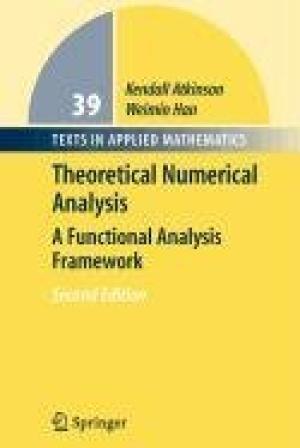 39
Kendall Atkinson
Weimin Han
TEXTS IN APPLIED MATHEMATICS
Theoretical Numerical
Analysis
A Functional Analysis
Framework
Second Edition
Springer